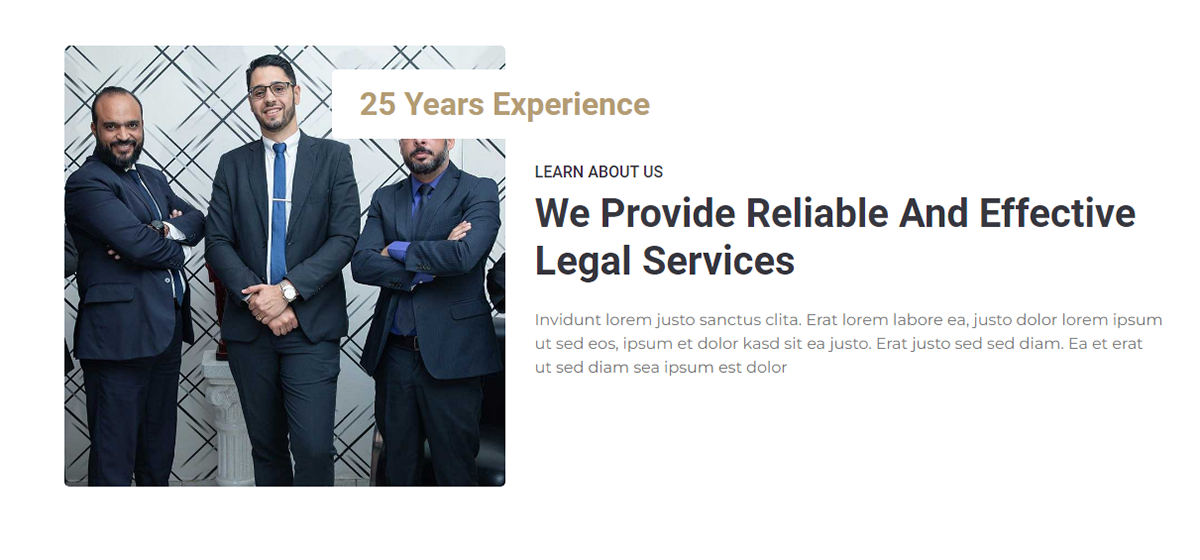 25 Years Experience
LEARN ABOUT US
We Provide Reliable And Effective
Legal Services
Invidunt lorem justo sanctus clita. Erat lorem labore ea, justo dolor lorem ipsum
ut sed eos, ipsum et dolor kasd sit ea justo. Erat justo sed sed diam. Ea et erat
ut sed diam sea ipsum est dolor